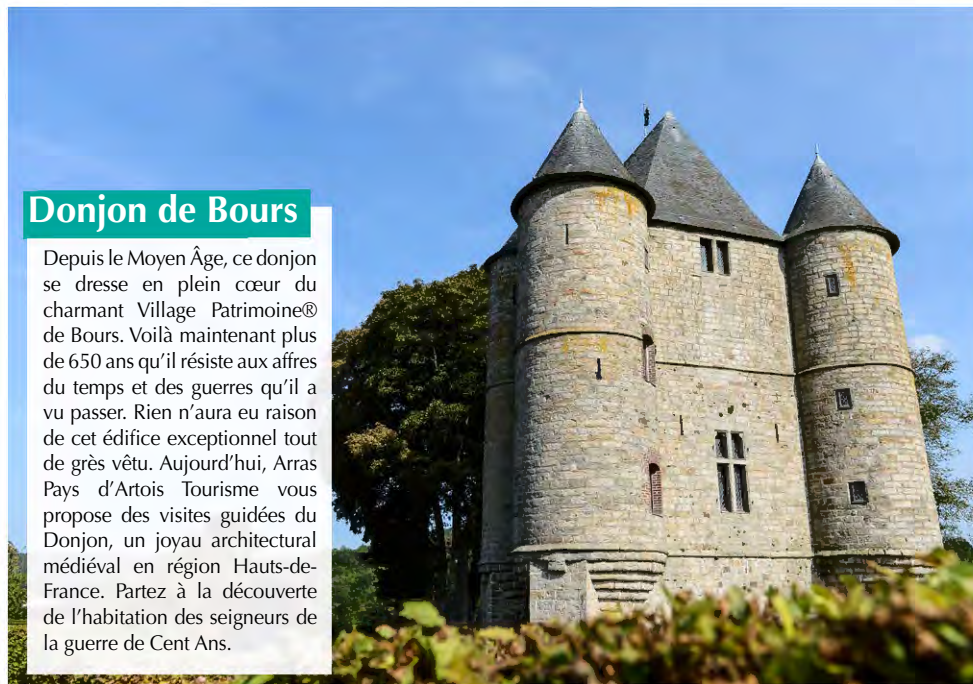 Donjon de Bours
Depuis le Moyen Âge, ce donjon
se dresse en plein cœur du
charmant Village Patrimoine®
de Bours. Voilà maintenant plus
de 650 ans qu'il résiste aux affres
du temps et des guerres qu'il a
vu passer. Rien n'aura eu raison
de cet édifice exceptionnel tout
de grès vêtu. Aujourd'hui, Arras
Pays d'Artois Tourisme vous
propose des visites guidées du
Donjon, un joyau architectural
médiéval en région Hauts-de-
France. Partez à la découverte
de l'habitation des seigneurs de
la guerre de Cent Ans.